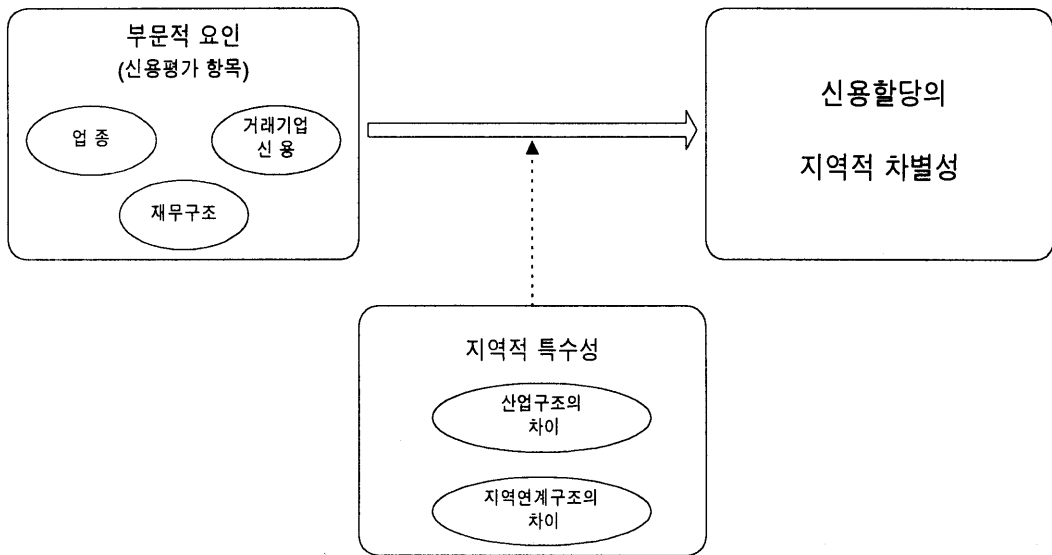 부문적 요인
(신용평가 항목)
업 종
거래기업
신 용
재무구조
신용할당의
지역적 차별성
지역적 특수성
산업구조의
차이
지역연계구조의
차이